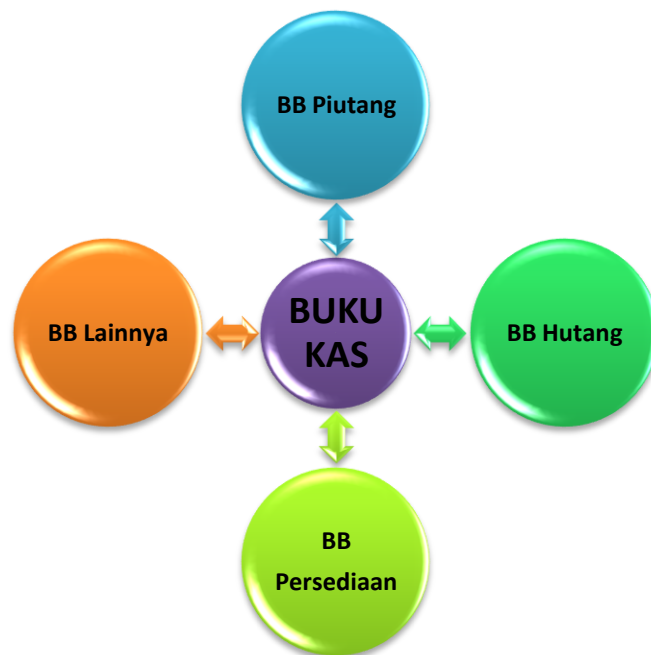 BB Piutang
BB Lainnya
BUKU
KAS
BB Hutang
BB
Persediaan